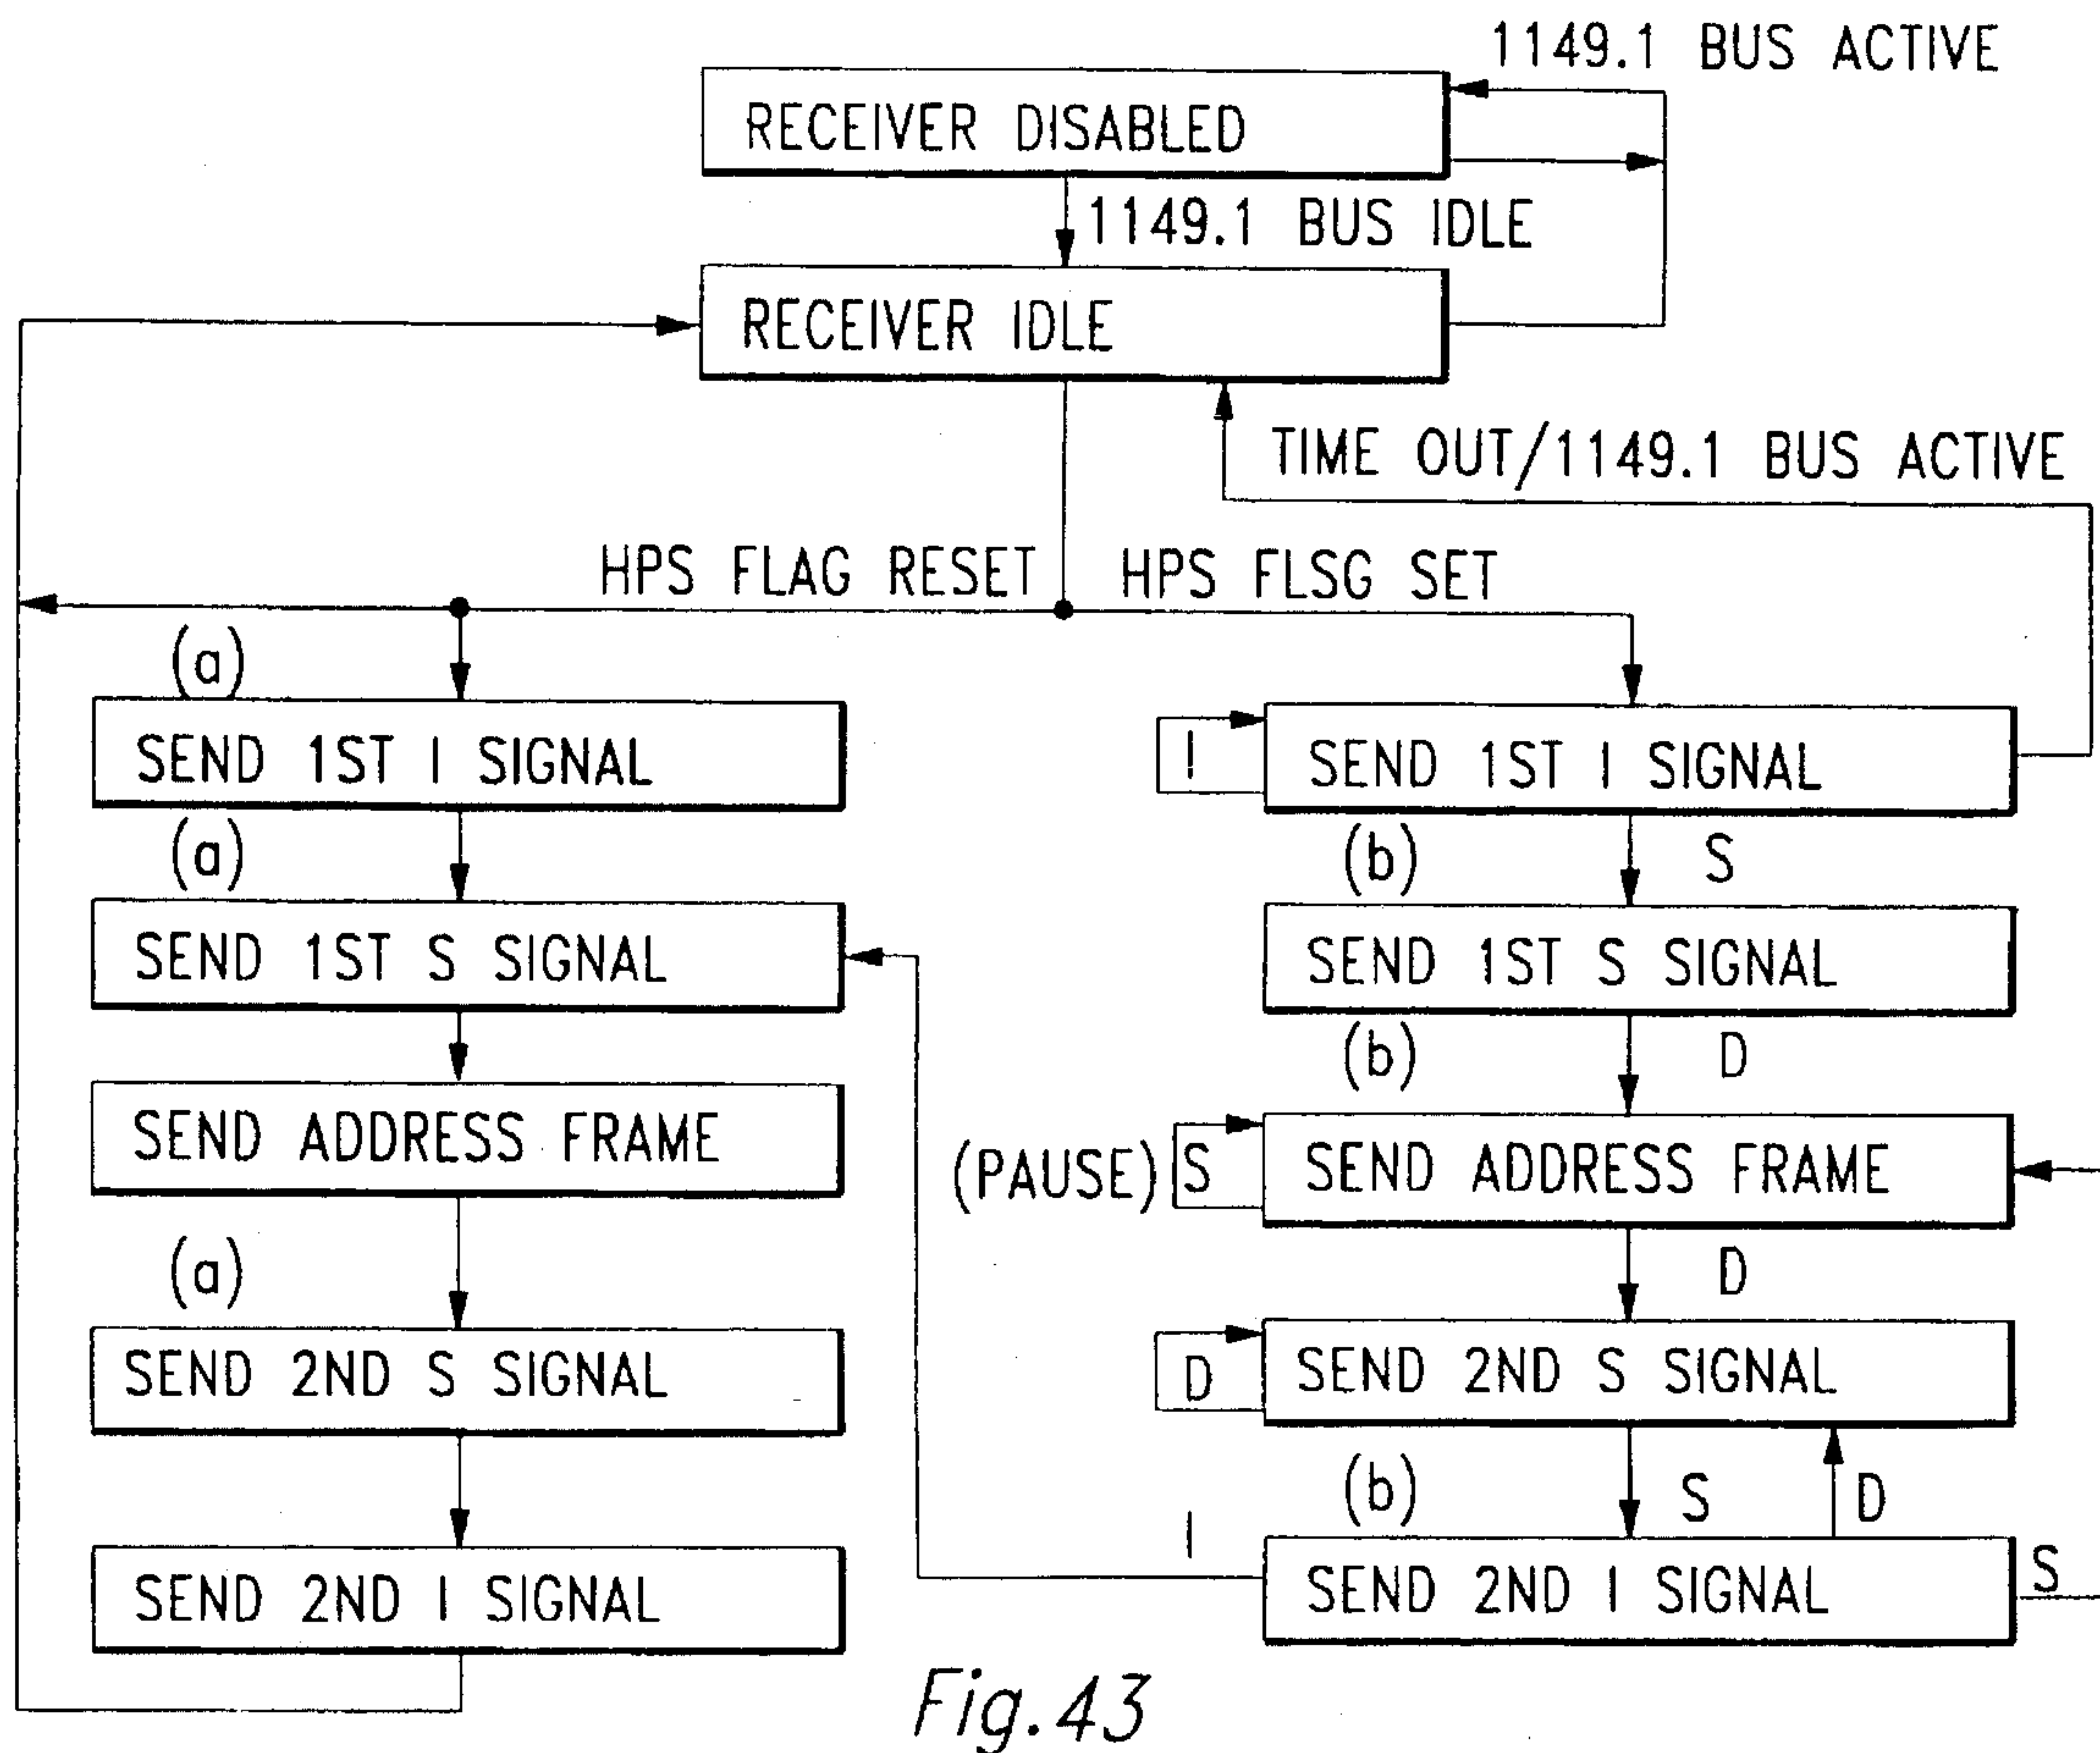 1149.1 BUS ACTIVE
RECEIVER DISABLED
1149.1 BUS IDLE
RECEIVER IDLE
TIME OUT/1149.1 BUS ACTIVE
HPS FLAG RESET
HPS FLSG SET
(a)
SEND 1ST I SIGNAL
(a)
SEND 1ST S SIGNAL
SEND ADDRESS FRAME
(a)
SEND 2ND S SIGNAL
SEND 2ND I SIGNAL
I
SEND 1ST I SIGNAL
(b)
S
SEND 1ST S SIGNAL
(b)
D
(PAUSE)
S
SEND ADDRESS FRAME
D
D
SEND 2ND S SIGNAL
(b)
S
D
I
SEND 2ND I SIGNAL
S
Fig.43